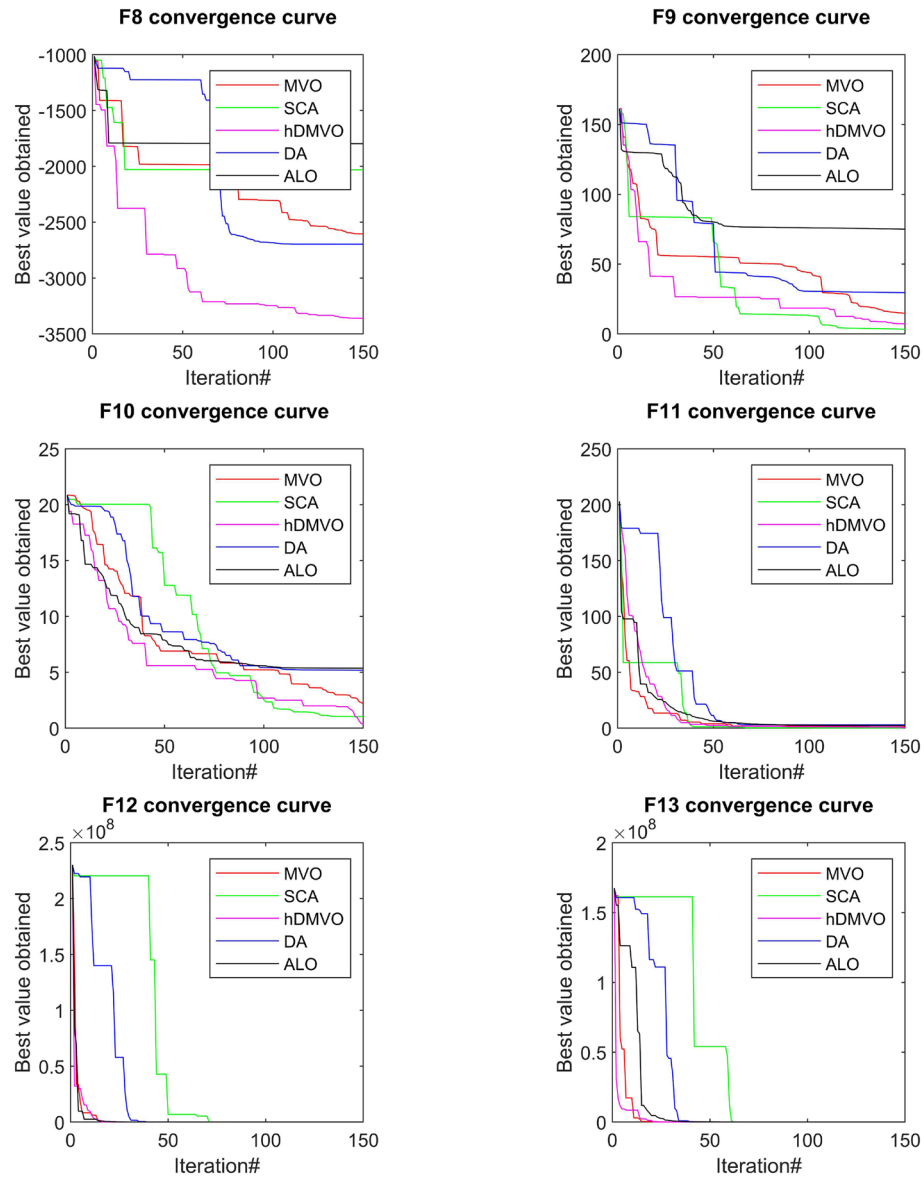 F8 convergence curve
Best value obtained
-1000
-1500
-2000
-2500
-3000
-3500
0 50 100 150
Iteration#
MVO
SCA
hDMVO
DA
ALO
F9 convergence curve
Best value obtained
200
150
100
50
0
0 50 100 150
Iteration#
MVO
SCA
hDMVO
DA
ALO
F10 convergence curve
Best value obtained
25
20
15
10
5
0
0 50 100 150
Iteration#
MVO
SCA
hDMVO
DA
ALO
F11 convergence curve
Best value obtained
250
200
150
100
50
0
0 50 100 150
Iteration#
MVO
SCA
hDMVO
DA
ALO
F12 convergence curve
×10^8
Best value obtained
2.5
2
1.5
1
0.5
0
0 50 100 150
Iteration#
MVO
SCA
hDMVO
DA
ALO
F13 convergence curve
×10^8
Best value obtained
2
1.5
1
0.5
0
0 50 100 150
Iteration#
MVO
SCA
hDMVO
DA
ALO